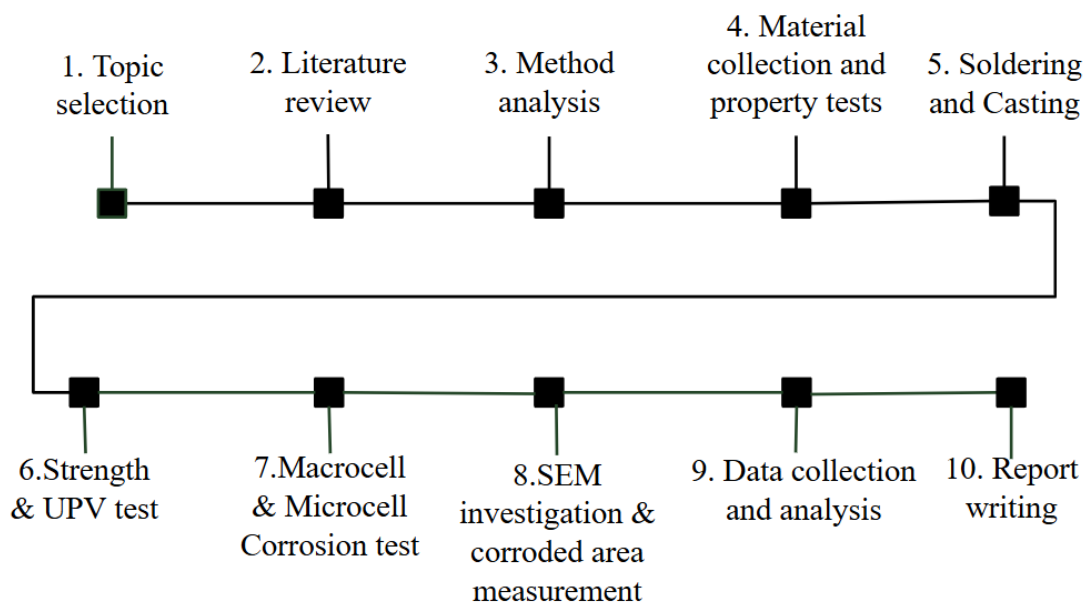 1. Topic
selection
2. Literature
review
3. Method
analysis
4. Material
collection and
property tests
5. Soldering
and Casting
6.Strength
& UPV test
7.Macrocell
& Microcell
Corrosion test
8.SEM
investigation &
corroded area
measurement
9. Data collection
and analysis
10. Report
writing